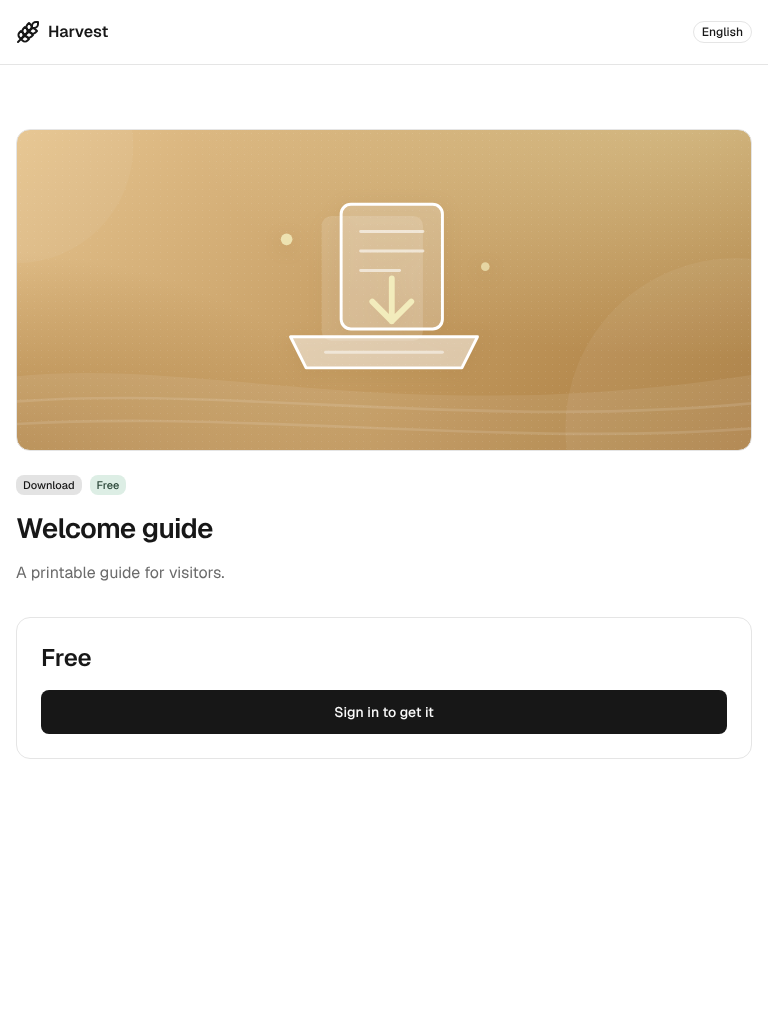 Harvest
English
Download
Free
Welcome guide
A printable guide for visitors.
Free
Sign in to get it